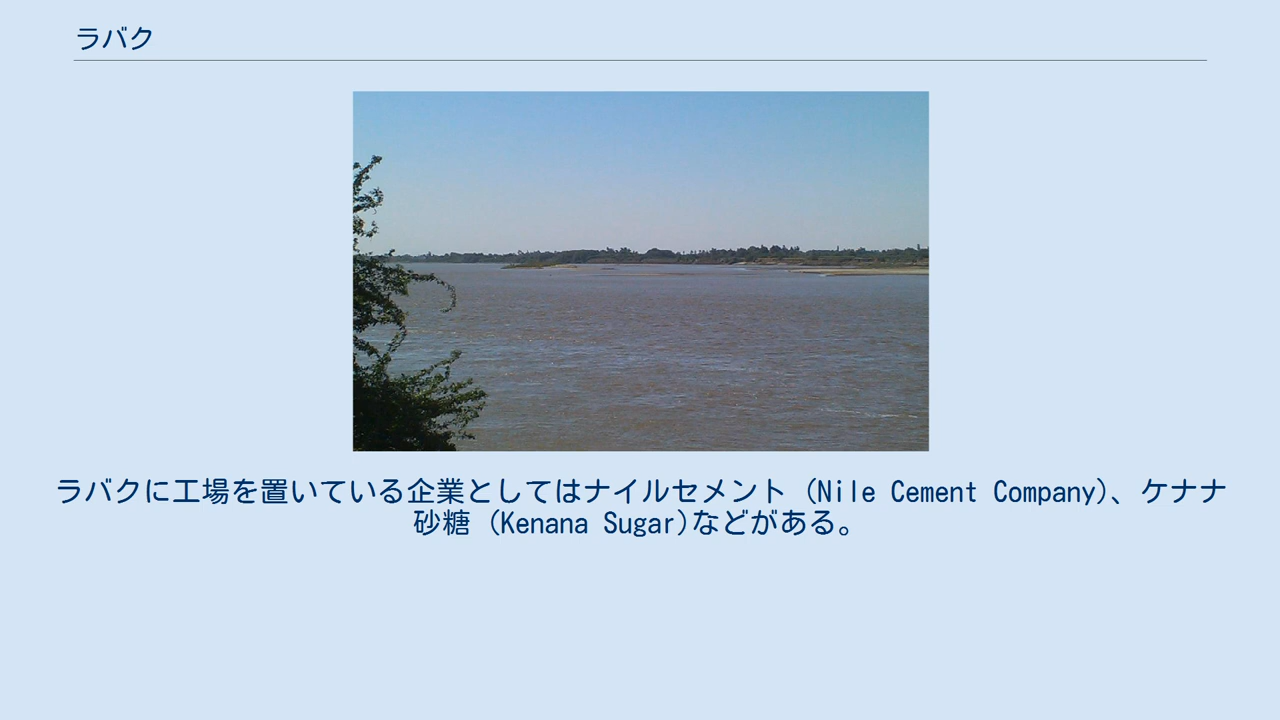 ラバク
ラバクに工場を置いている企業としてはナイルセメント (Nile Cement Company)、ケナナ
砂糖 (Kenana Sugar)などがある。